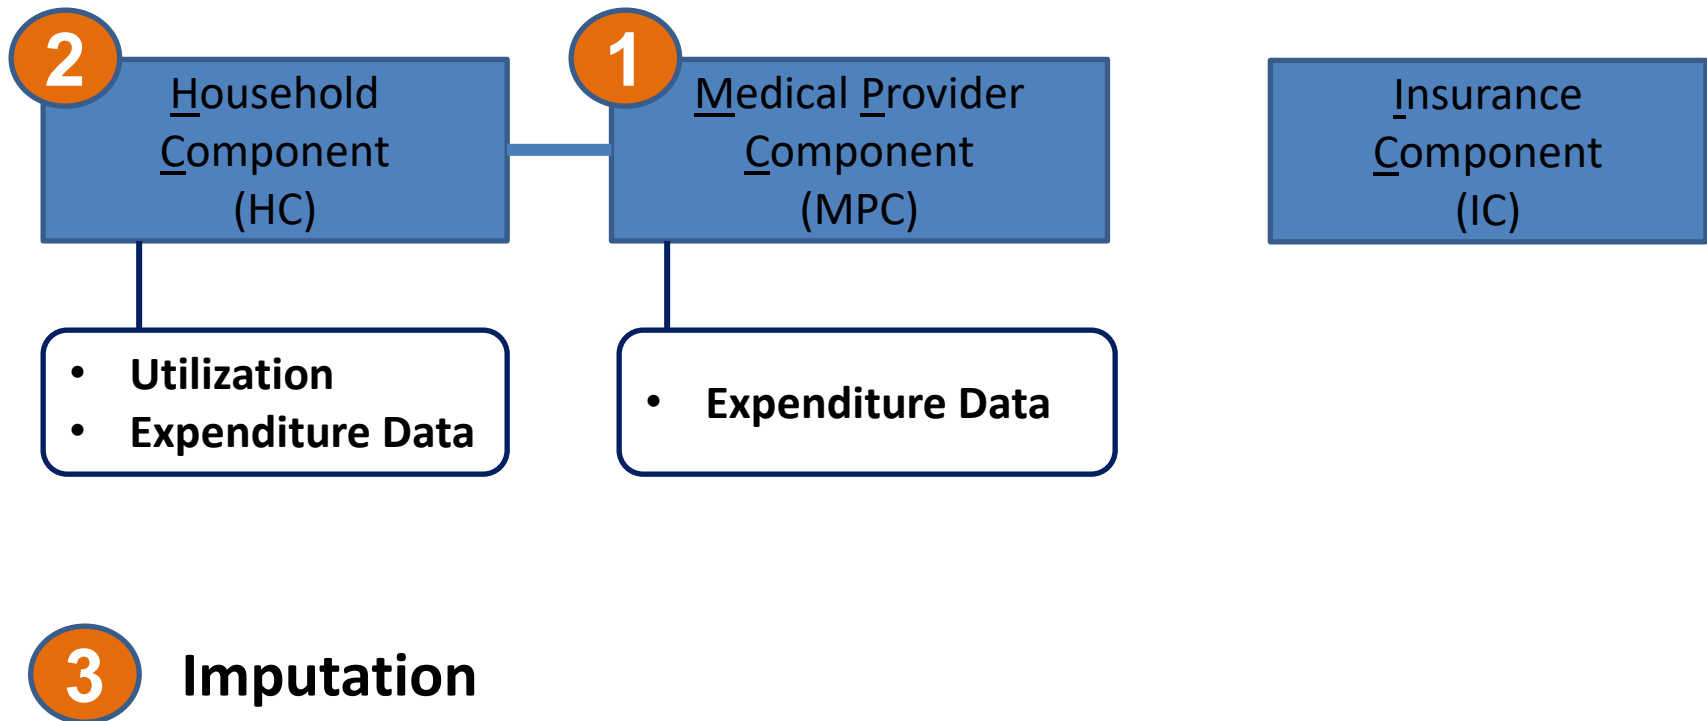 2
Household
Component
(HC)
1
Medical Provider
Component
(MPC)
Insurance
Component
(IC)
• Utilization
• Expenditure Data
• Expenditure Data
3 Imputation